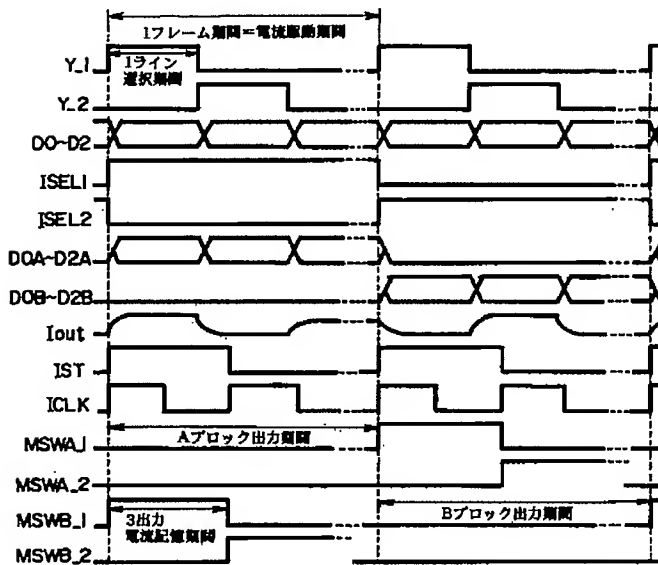 1フレーム期間=電流駆動期間
Y_1
1ライン
選択期間
Y_2
D0~D2
ISEL1
ISEL2
D0A~D2A
D0B~D2B
Iout
IST
ICLK
Aブロック出力期間
MSWA_1
MSWA_2
MSWB_1
3出力
電流記憶期間
Bブロック出力期間
MSWB_2